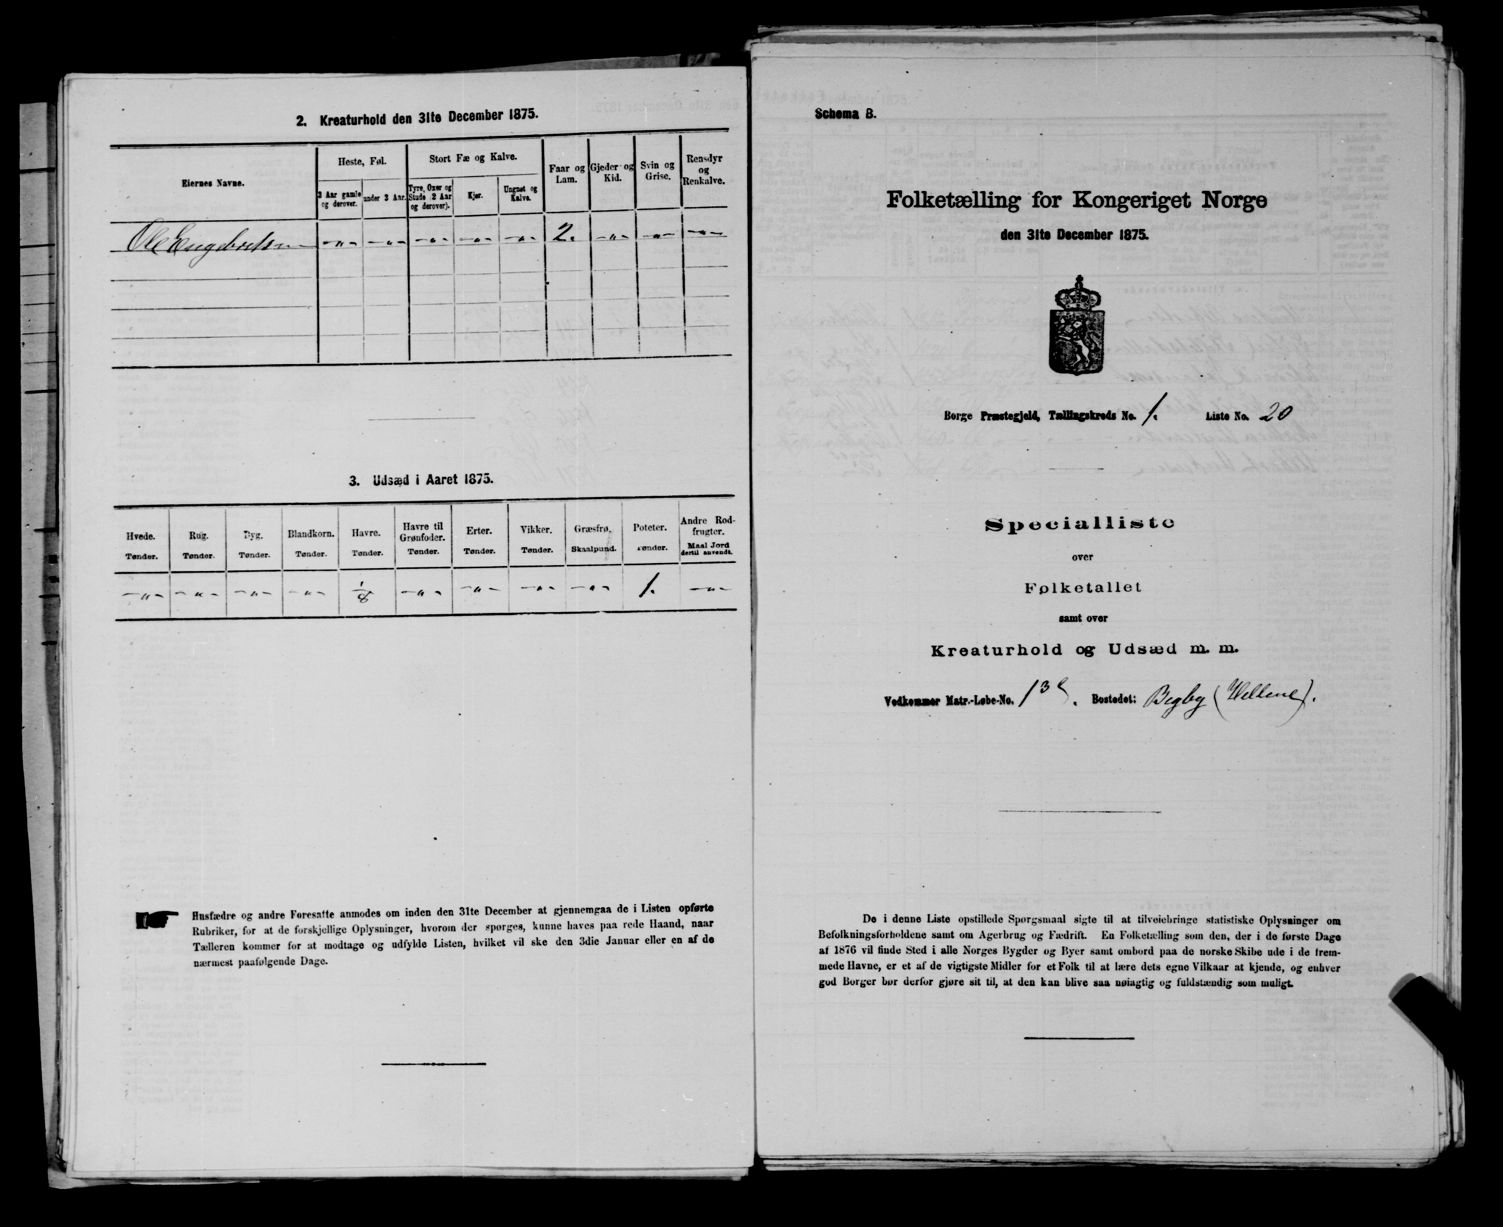 2. Kreaturhold den 31te December 1875.
Eiernes Navne.
Heste, Føl.
Stort Fæ og Kalve.
Faar og Lam.
Gjeder og Kid.
Svin og Grise.
Rensdyr og Renkalve.
3 Aar gamle og derover.
under 3 Aar.
Tyre, Oxer og Stude (2 Aar og derover).
Kjør.
Ungnøt og Kalve.
Ole Engebretsen -„- -„- -„- -„- -„- 2. -„- -„- -„-
3. Udsæd i Aaret 1875.
Hvede. Rug. Byg. Blandkorn. Havre. Havre til Grønfoder. Erter. Vikker. Græsfrø. Poteter. Andre Rodfrugter.
Tønder. Tønder. Tønder. Tønder. Tønder. Tønder. Tønder. Tønder. Skaalpund. Tønder. Maal Jord dertil anvendt.
-„- -„- -„- -„- 1/8 -„- -„- -„- -„- 1. -„-
Husfædre og andre Foresatte anmodes om inden den 31te December at gjennemgaa de i Listen opførte
Rubriker, for at de forskjellige Oplysninger, hvorom der spørges, kunne haves paa rede Haand, naar
Tælleren kommer for at modtage og udfylde Listen, hvilket vil ske den 3die Januar eller en af de
nærmest paafølgende Dage.
Schema B.
Folketælling for Kongeriget Norge
den 31te December 1875.
Borge Præstegjeld, Tællingskreds No. 1. Liste No. 20
Specialliste
over
Folketallet
samt over
Kreaturhold og Udsæd m. m.
Vedkommer Matr.-Løbe-No. 13e. Bostedet: Begby (Hellene).
De i denne Liste opstillede Spørgsmaal sigte til at tilveiebringe statistiske Oplysninger om
Befolkningsforholdene samt om Agerbrug og Fædrift. En Folketælling som den, der i de første Dage
af 1876 vil finde Sted i alle Norges Bygder og Byer samt ombord paa de norske Skibe ude i de frem-
mede Havne, er et af de vigtigste Midler for et Folk til at lære dets egne Vilkaar at kjende, og enhver
god Borger bør derfor gjøre sit til, at den kan blive saa nøiagtig og fuldstændig som muligt.